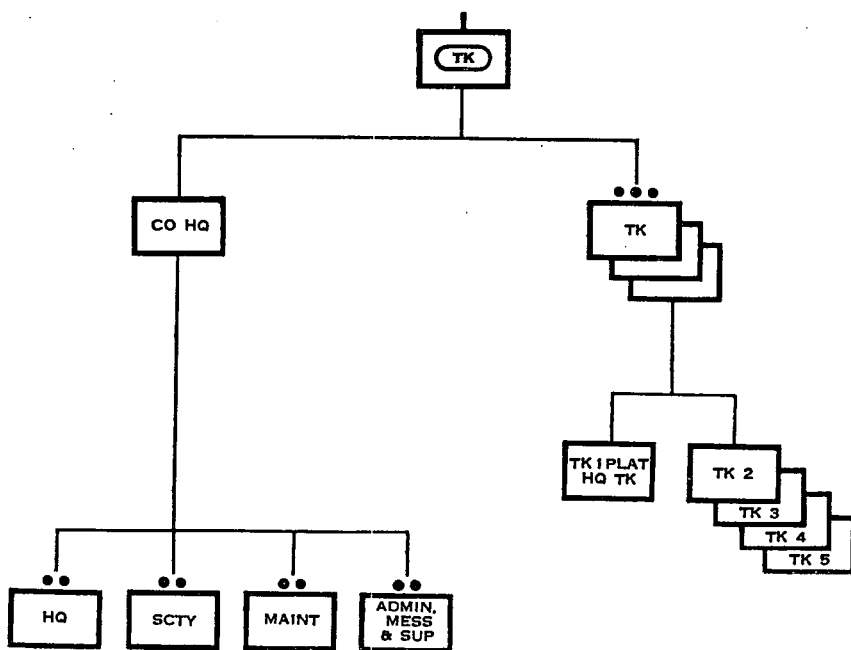 TK
CO HQ
TK
TK 1 PLAT
HQ TK
TK 2
TK 3
TK 4
TK 5
HQ
SCTY
MAINT
ADMIN,
MESS
& SUP